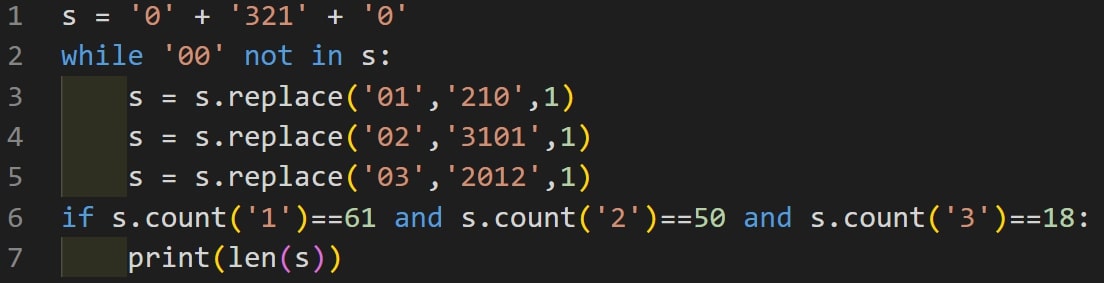 1 s = '0' + '321' + '0'
2 while '00' not in s:
3     s = s.replace('01','210',1)
4     s = s.replace('02','3101',1)
5     s = s.replace('03','2012',1)
6 if s.count('1')==61 and s.count('2')==50 and s.count('3')==18:
7     print(len(s))